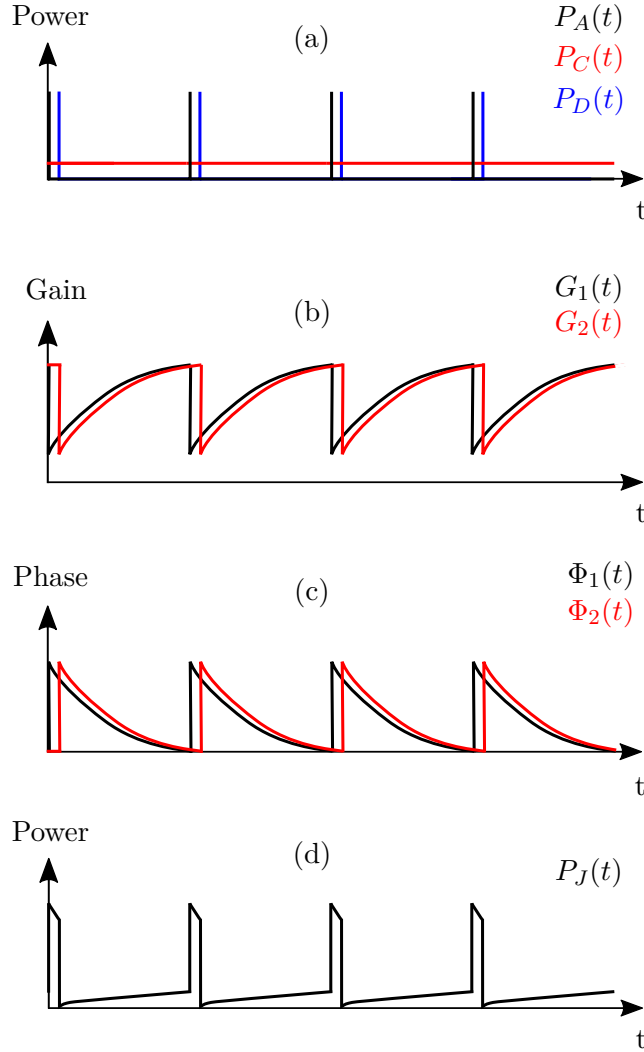 Power
(a)
P_A(t)
P_C(t)
P_D(t)
t
Gain
(b)
G_1(t)
G_2(t)
t
Phase
(c)
Φ_1(t)
Φ_2(t)
t
Power
(d)
P_J(t)
t